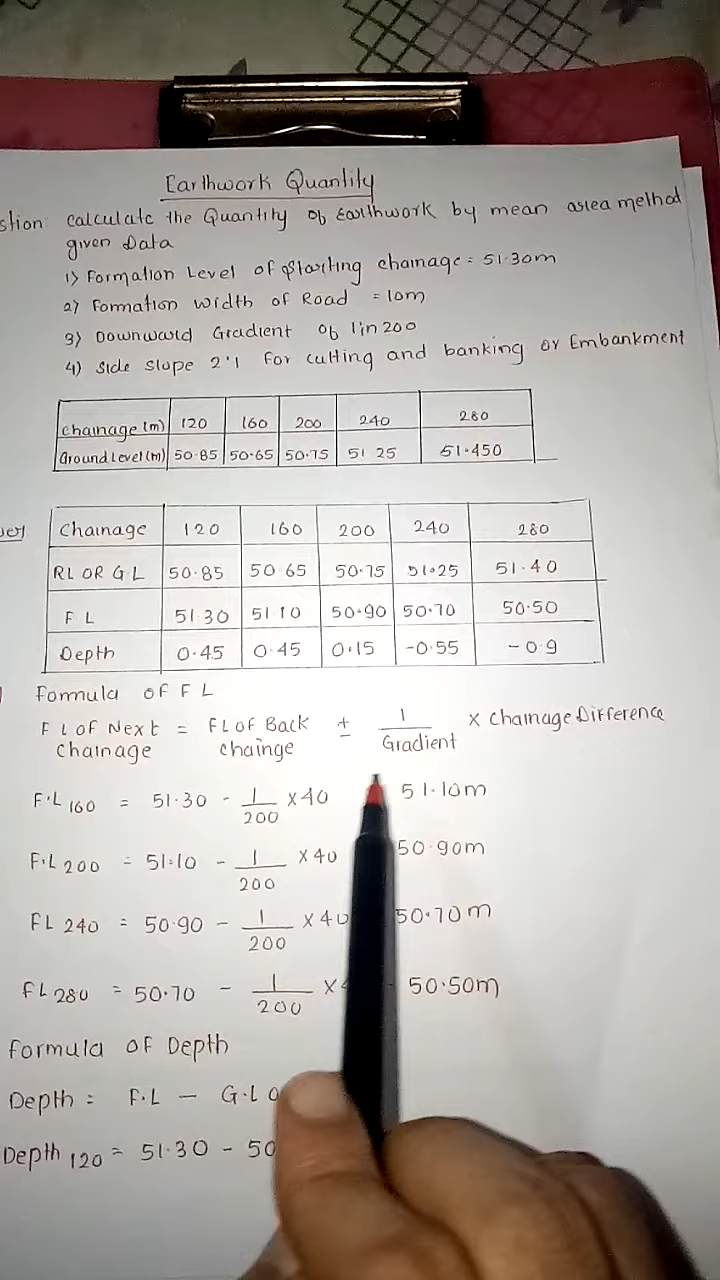 Earthwork Quantity
stion: calculate the Quantity of Earthwork by mean area method
given Data
1) Formation Level of Starting chainage = 51.30m
2) Formation width of Road = 10m
3) Downward Gradient of 1in 200
4) Side slope 2:1 For cutting and banking or Embankment
Chainage (m) 120 160 200 240 280
Ground Level (m) 50.85 50.65 50.75 51.25 51.450
Chainage 120 160 200 240 280
RL OR G.L 50.85 50.65 50.75 51.25 51.40
F L 51.30 51.10 50.90 50.70 50.50
Depth 0.45 0.45 0.15 -0.55 -0.9
Formula of F L
F L of Next = FL of Back ± 1 x Chainage Difference
Chainage Chainge Gradient
F.L 160 = 51.30 - 1 x 40 51.10m
200
F.L 200 = 51.10 - 1 x 40 50.90m
200
FL 240 = 50.90 - 1 x 40 50.70m
200
FL 280 = 50.70 - 1 x 50.50m
200
Formula of Depth
Depth = F.L - G.L
Depth 120 = 51.30 - 50